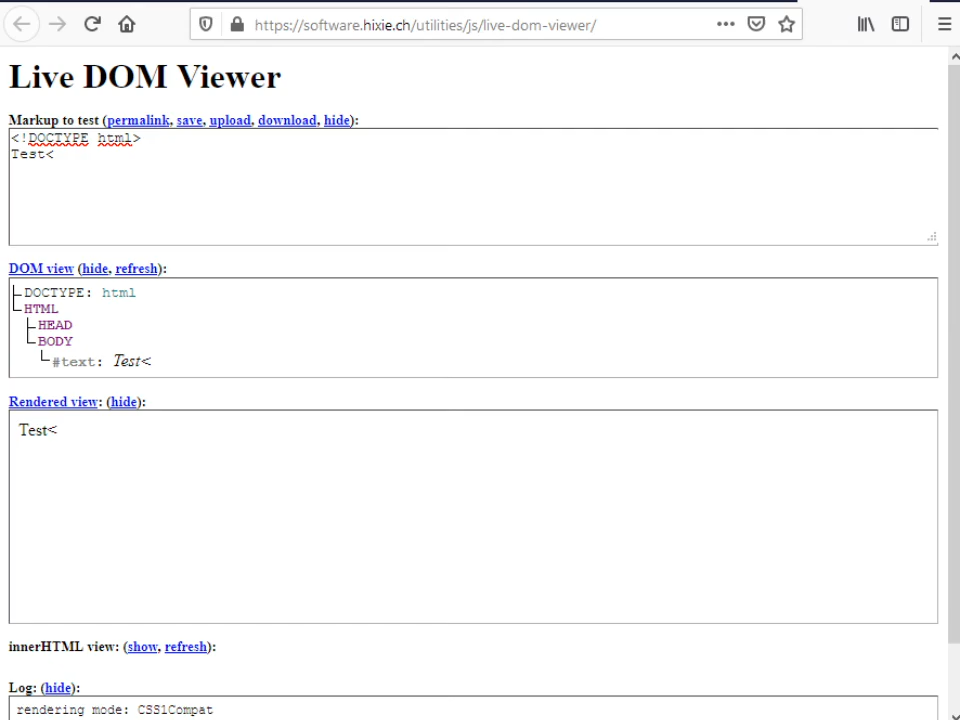 https://software.hixie.ch/utilities/js/live-dom-viewer/
Live DOM Viewer
Markup to test (permalink, save, upload, download, hide):
<!DOCTYPE html>
Test<
DOM view (hide, refresh):
DOCTYPE: html
HTML
HEAD
BODY
#text: Test<
Rendered view: (hide):
Test<
innerHTML view: (show, refresh):
Log: (hide):
rendering mode: CSS1Compat